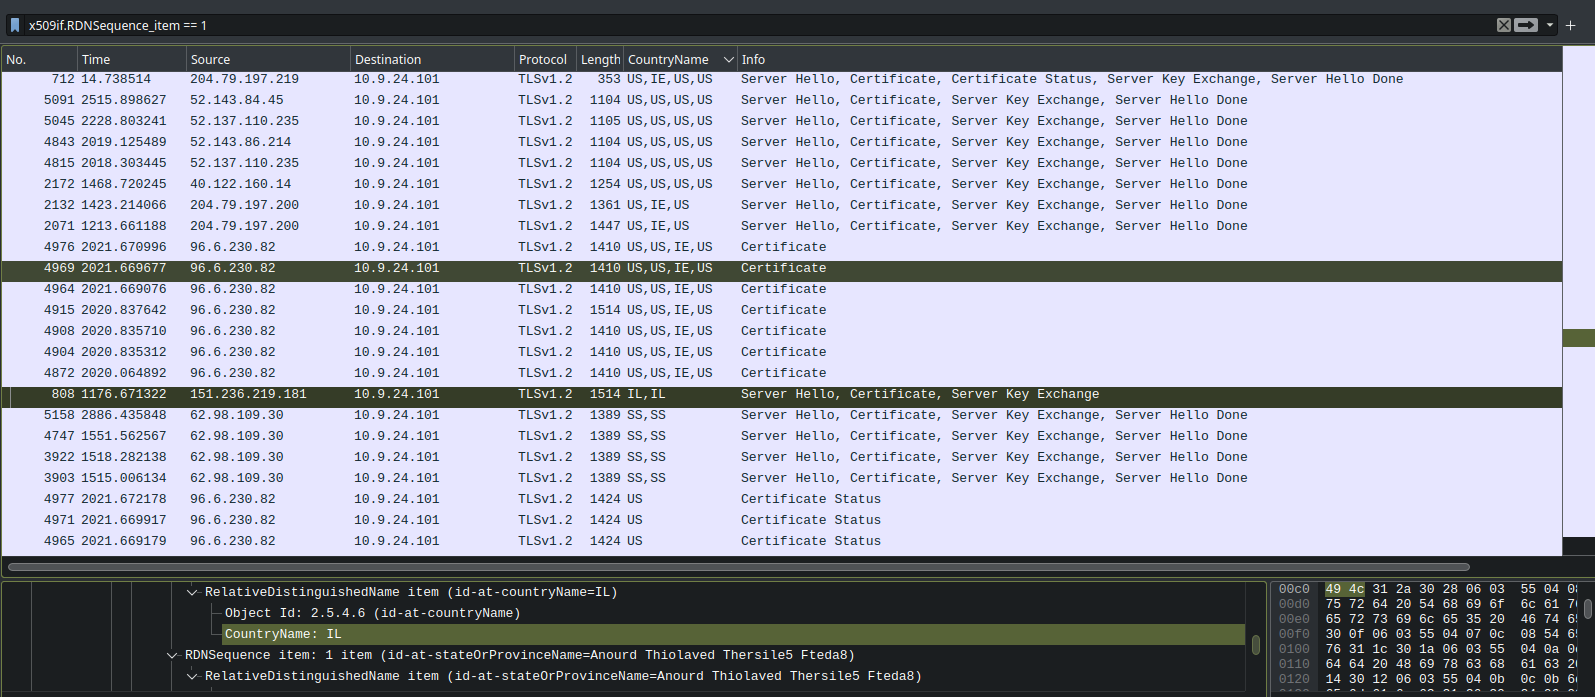 x509if.RDNSequence_item == 1
No. Time Source Destination Protocol Length CountryName Info
712 14.738514 204.79.197.219 10.9.24.101 TLSv1.2 353 US,IE,US,US Server Hello, Certificate, Certificate Status, Server Key Exchange, Server Hello Done
5091 2515.898627 52.143.84.45 10.9.24.101 TLSv1.2 1104 US,US,US,US Server Hello, Certificate, Server Key Exchange, Server Hello Done
5045 2228.803241 52.137.110.235 10.9.24.101 TLSv1.2 1105 US,US,US,US Server Hello, Certificate, Server Key Exchange, Server Hello Done
4843 2019.125489 52.143.86.214 10.9.24.101 TLSv1.2 1104 US,US,US,US Server Hello, Certificate, Server Key Exchange, Server Hello Done
4815 2018.303445 52.137.110.235 10.9.24.101 TLSv1.2 1104 US,US,US,US Server Hello, Certificate, Server Key Exchange, Server Hello Done
2172 1468.720245 40.122.160.14 10.9.24.101 TLSv1.2 1254 US,US,US,US Server Hello, Certificate, Server Key Exchange, Server Hello Done
2132 1423.214066 204.79.197.200 10.9.24.101 TLSv1.2 1361 US,IE,US Server Hello, Certificate, Server Key Exchange, Server Hello Done
2071 1213.661188 204.79.197.200 10.9.24.101 TLSv1.2 1447 US,IE,US Server Hello, Certificate, Server Key Exchange, Server Hello Done
4976 2021.670996 96.6.230.82 10.9.24.101 TLSv1.2 1410 US,US,IE,US Certificate
4969 2021.669677 96.6.230.82 10.9.24.101 TLSv1.2 1410 US,US,IE,US Certificate
4964 2021.669076 96.6.230.82 10.9.24.101 TLSv1.2 1410 US,US,IE,US Certificate
4915 2020.837642 96.6.230.82 10.9.24.101 TLSv1.2 1514 US,US,IE,US Certificate
4908 2020.835710 96.6.230.82 10.9.24.101 TLSv1.2 1410 US,US,IE,US Certificate
4904 2020.835312 96.6.230.82 10.9.24.101 TLSv1.2 1410 US,US,IE,US Certificate
4872 2020.064892 96.6.230.82 10.9.24.101 TLSv1.2 1410 US,US,IE,US Certificate
808 1176.671322 151.236.219.181 10.9.24.101 TLSv1.2 1514 IL,IL Server Hello, Certificate, Server Key Exchange
5158 2886.435848 62.98.109.30 10.9.24.101 TLSv1.2 1389 SS,SS Server Hello, Certificate, Server Key Exchange, Server Hello Done
4747 1551.562567 62.98.109.30 10.9.24.101 TLSv1.2 1389 SS,SS Server Hello, Certificate, Server Key Exchange, Server Hello Done
3922 1518.282138 62.98.109.30 10.9.24.101 TLSv1.2 1389 SS,SS Server Hello, Certificate, Server Key Exchange, Server Hello Done
3903 1515.006134 62.98.109.30 10.9.24.101 TLSv1.2 1389 SS,SS Server Hello, Certificate, Server Key Exchange, Server Hello Done
4977 2021.672178 96.6.230.82 10.9.24.101 TLSv1.2 1424 US Certificate Status
4971 2021.669917 96.6.230.82 10.9.24.101 TLSv1.2 1424 US Certificate Status
4965 2021.669179 96.6.230.82 10.9.24.101 TLSv1.2 1424 US Certificate Status
RelativeDistinguishedName item (id-at-countryName=IL)
Object Id: 2.5.4.6 (id-at-countryName)
CountryName: IL
RDNSequence item: 1 item (id-at-stateOrProvinceName=Anourd Thiolaved Thersile5 Fteda8)
RelativeDistinguishedName item (id-at-stateOrProvinceName=Anourd Thiolaved Thersile5 Fteda8)
00c0 49 4c 31 2a 30 28 06 03 55 04
00d0 75 72 64 20 54 68 69 6f 6c 61
00e0 65 72 73 69 6c 65 35 20 46 74
00f0 30 0f 06 03 55 04 07 0c 08 54
0100 76 31 1c 30 1a 06 03 55 04 0a
0110 64 64 20 48 69 78 63 68 61 63
0120 14 30 12 06 03 55 04 0b 0c 0b